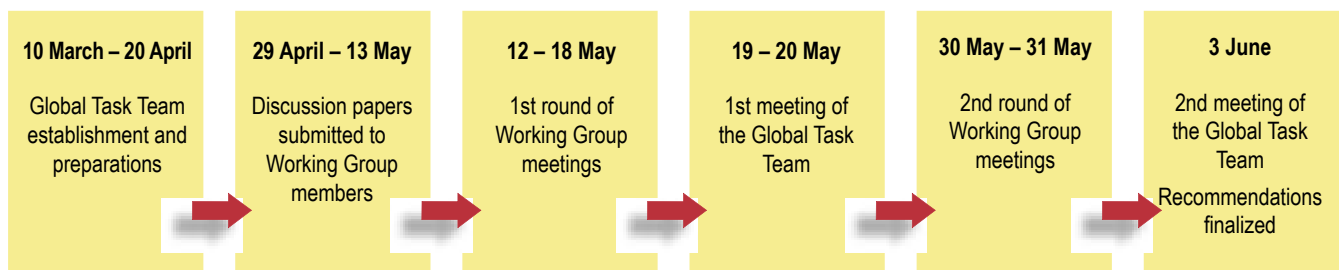 10 March – 20 April
Global Task Team
establishment and
preparations
29 April – 13 May
Discussion papers
submitted to
Working Group
members
12 – 18 May
1st round of
Working Group
meetings
19 – 20 May
1st meeting of
the Global Task
Team
30 May – 31 May
2nd round of
Working Group
meetings
3 June
2nd meeting of
the Global Task
Team
Recommendations
finalized